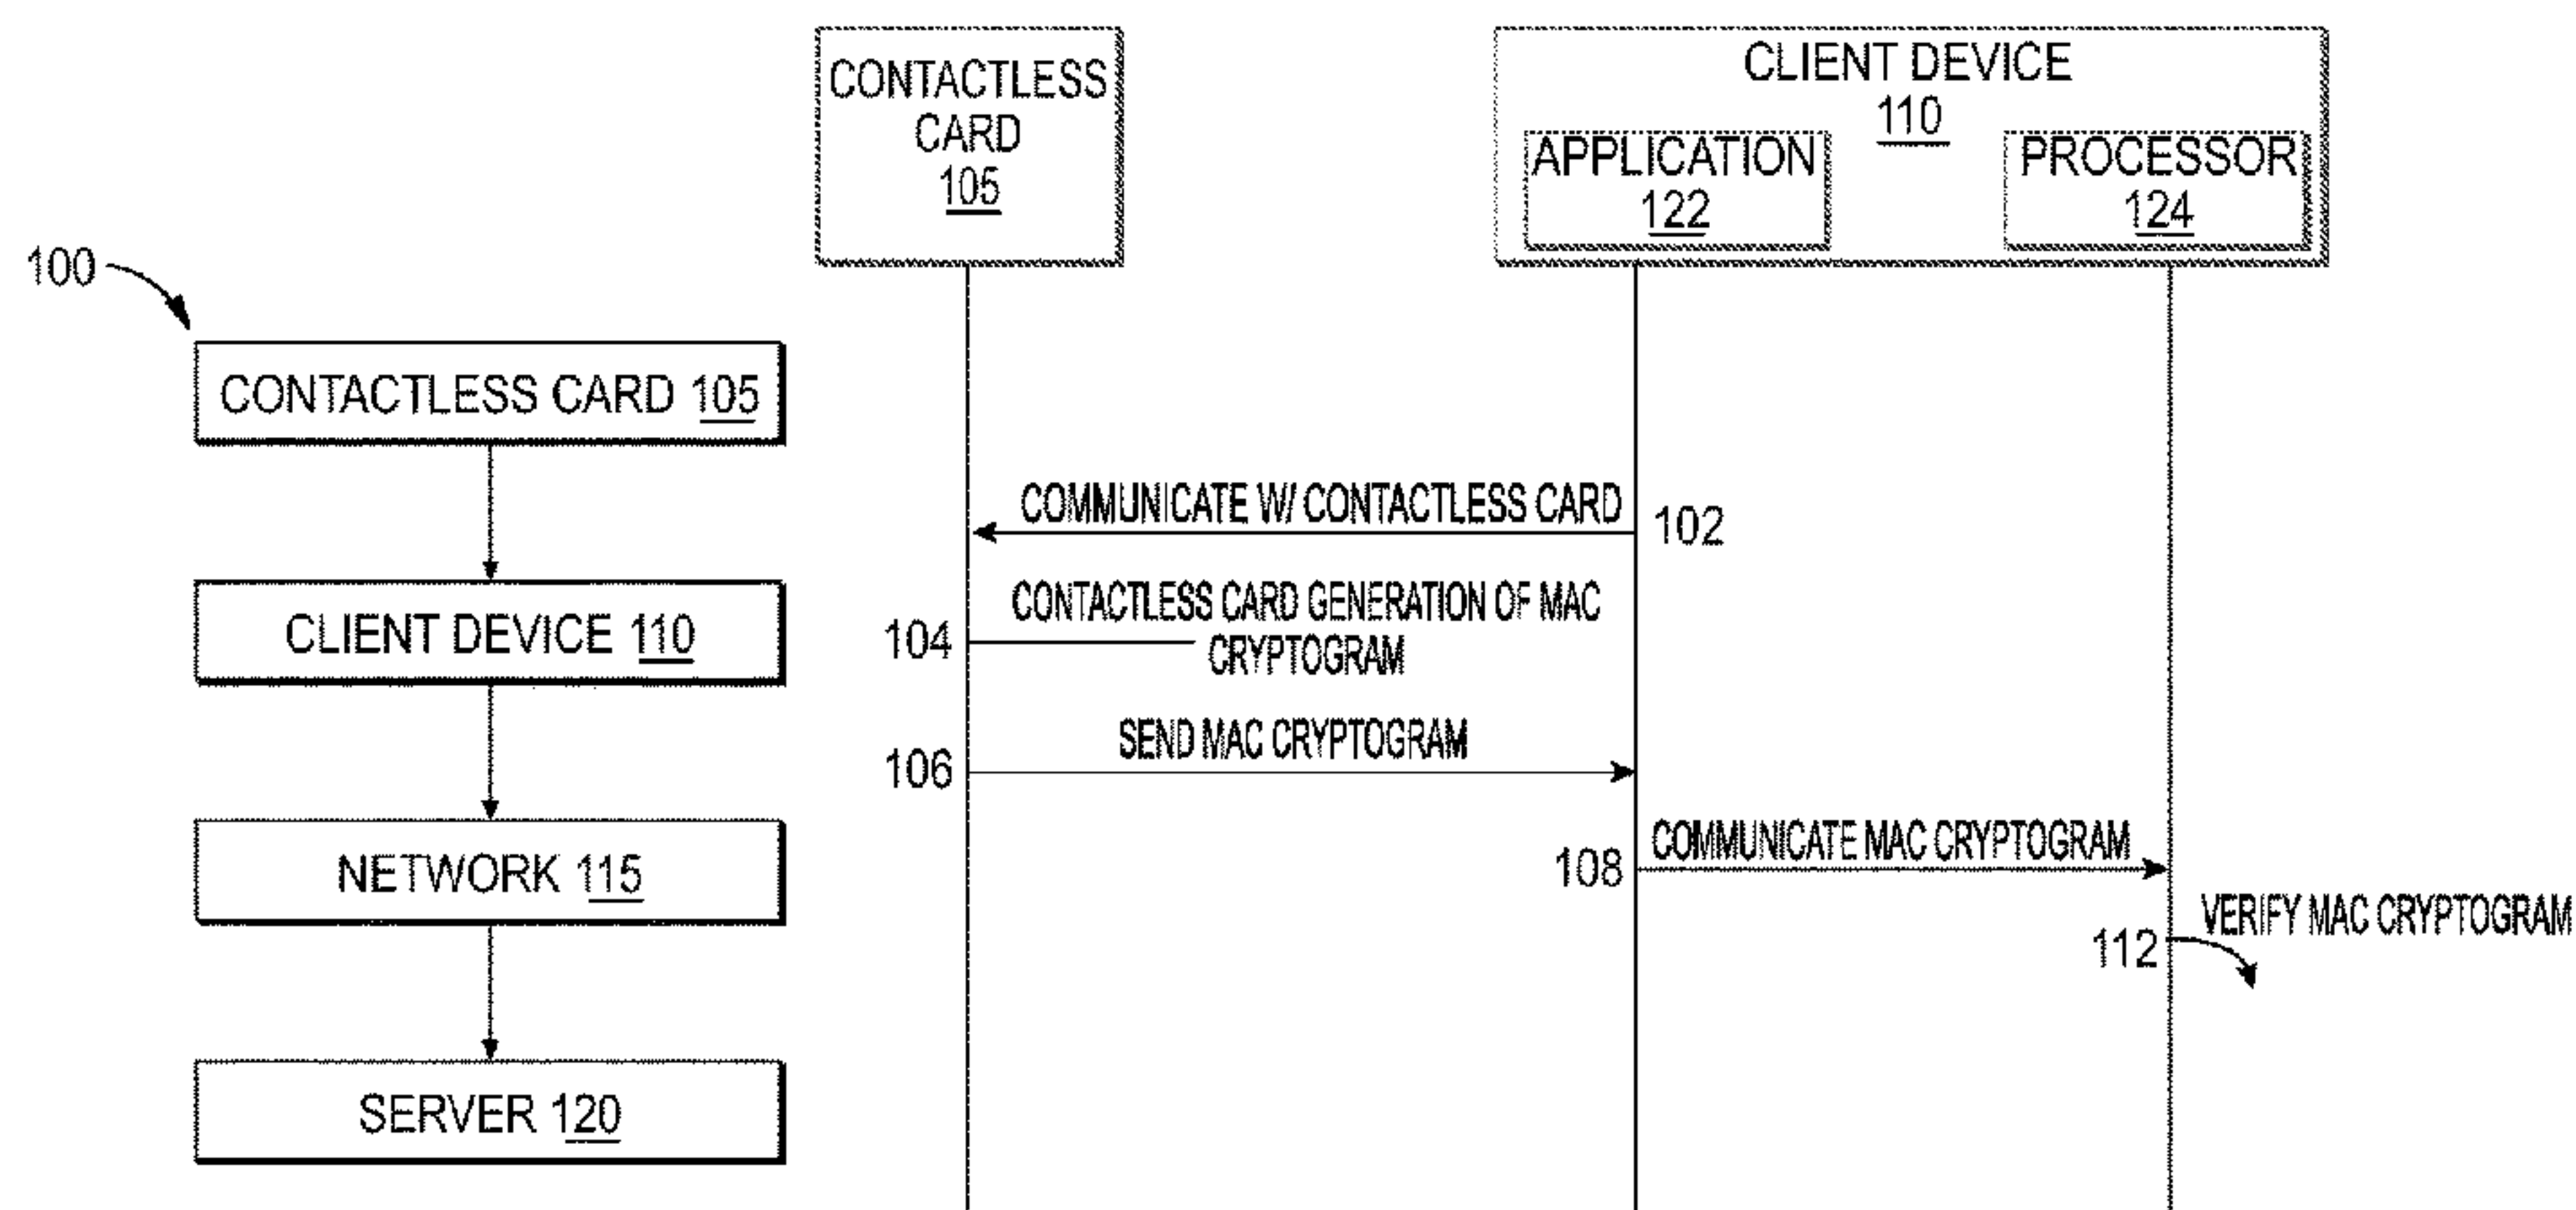 100
CONTACTLESS CARD 105
CLIENT DEVICE 110
NETWORK 115
SERVER 120
CONTACTLESS
CARD
105
CLIENT DEVICE
110
APPLICATION
122
PROCESSOR
124
COMMUNICATE W/ CONTACTLESS CARD
102
CONTACTLESS CARD GENERATION OF MAC
104
CRYPTOGRAM
SEND MAC CRYPTOGRAM
106
COMMUNICATE MAC CRYPTOGRAM
108
VERIFY MAC CRYPTOGRAM
112